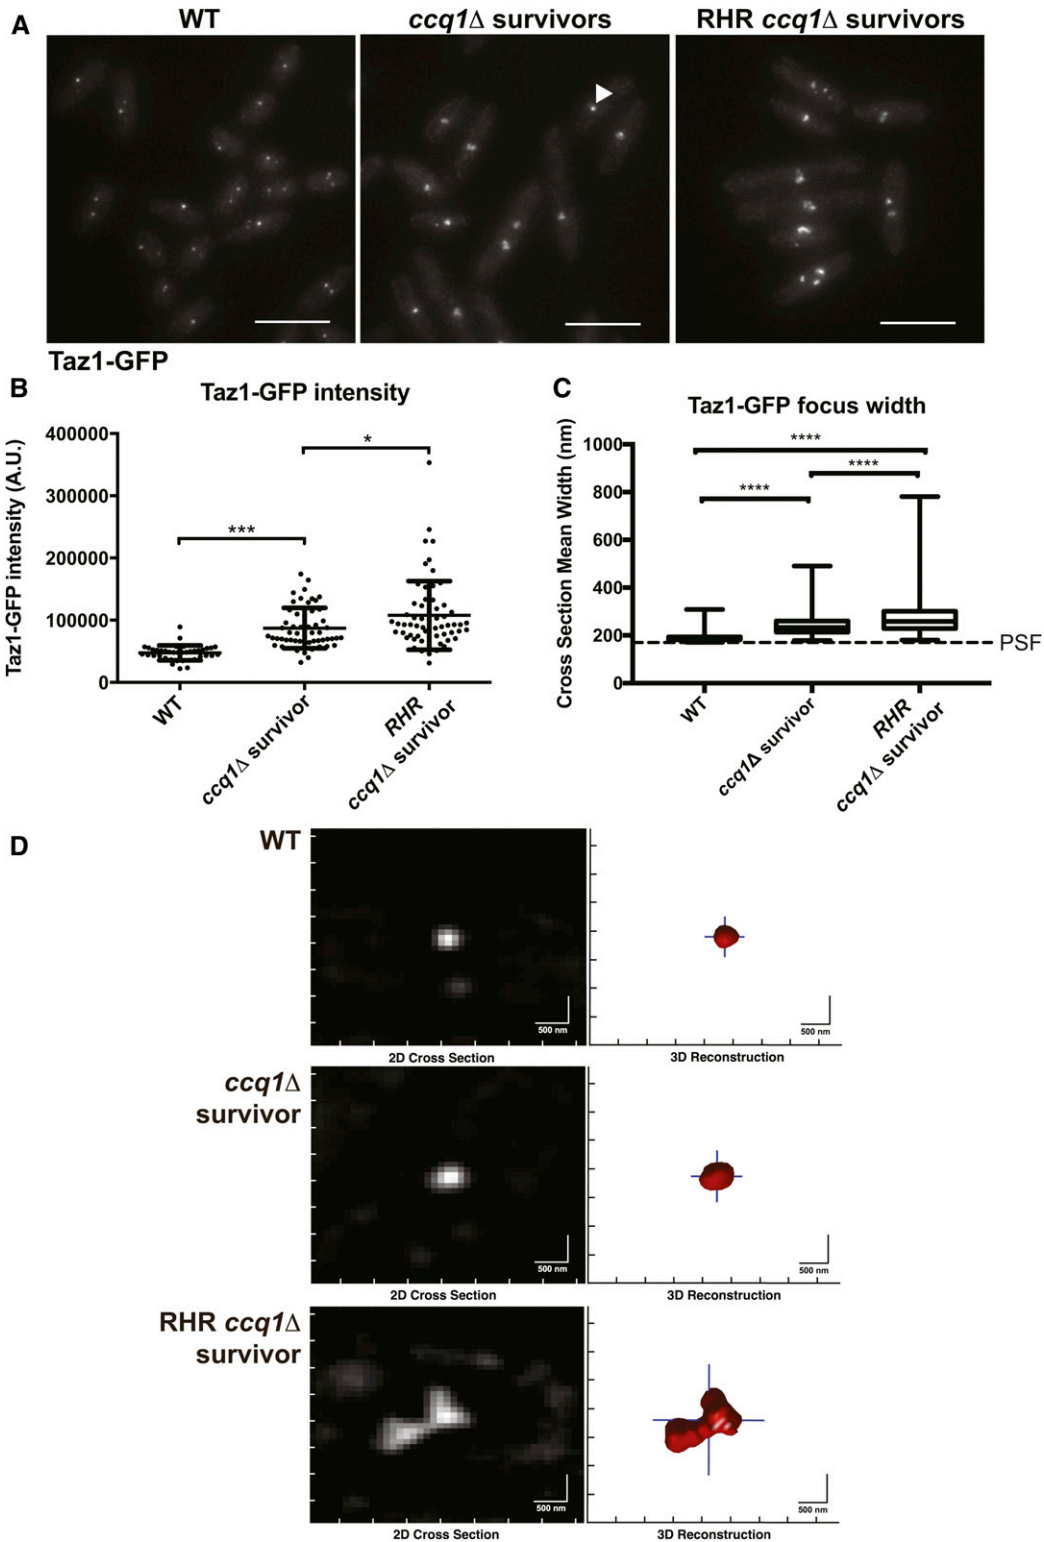 A
WT
ccq1Δ survivors
RHR ccq1Δ survivors
Taz1-GFP
B
Taz1-GFP intensity
Taz1-GFP intensity (A.U.)
400000
300000
200000
100000
0
***
*
WT
ccq1Δ survivor
RHR
ccq1Δ survivor
C
Taz1-GFP focus width
Cross Section Mean Width (nm)
1000
800
600
400
200
0
****
****
****
PSF
WT
ccq1Δ survivor
RHR
ccq1Δ survivor
D
WT
500 nm
500 nm
2D Cross Section
3D Reconstruction
ccq1Δ
survivor
500 nm
500 nm
2D Cross Section
3D Reconstruction
RHR ccq1Δ
survivor
500 nm
500 nm
2D Cross Section
3D Reconstruction